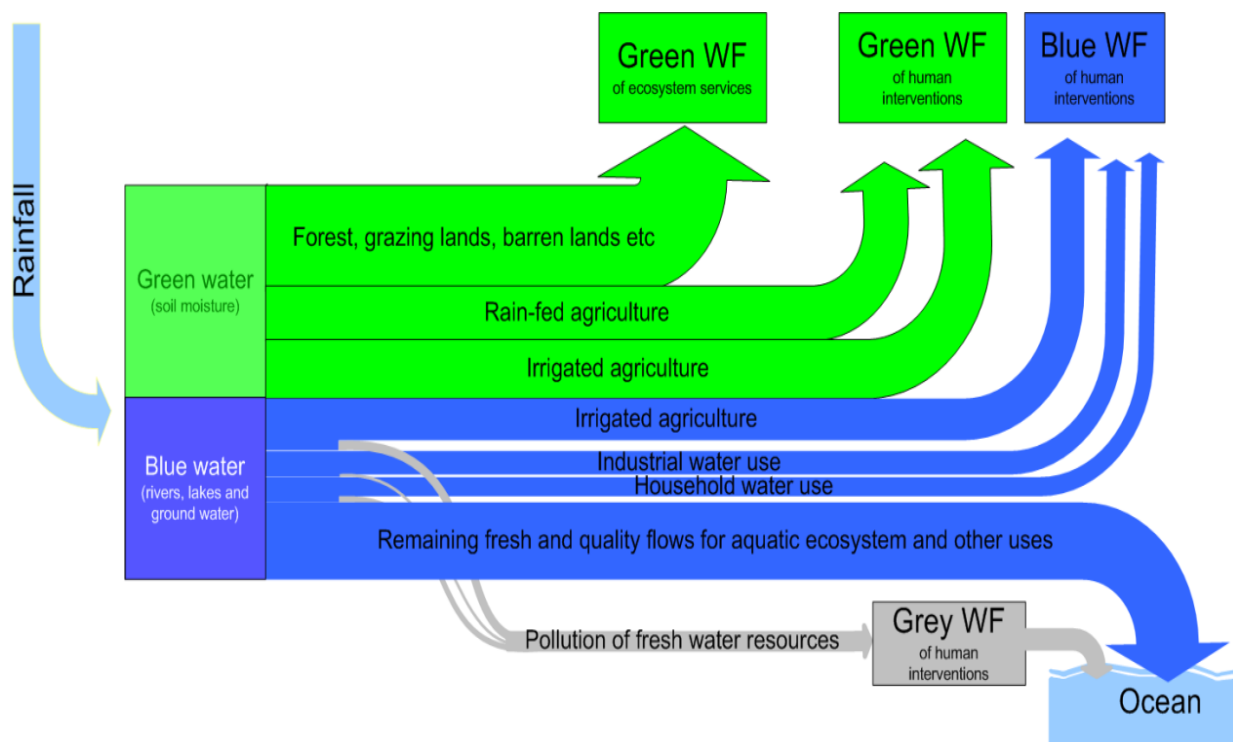 Rainfall
Green WF
of ecosystem services
Green WF
of human
interventions
Blue WF
of human
interventions
Green water
(soil moisture)
Forest, grazing lands, barren lands etc
Rain-fed agriculture
Irrigated agriculture
Blue water
(rivers, lakes and
ground water)
Irrigated agriculture
Industrial water use
Household water use
Remaining fresh and quality flows for aquatic ecosystem and other uses
Pollution of fresh water resources
Grey WF
of human
interventions
Ocean